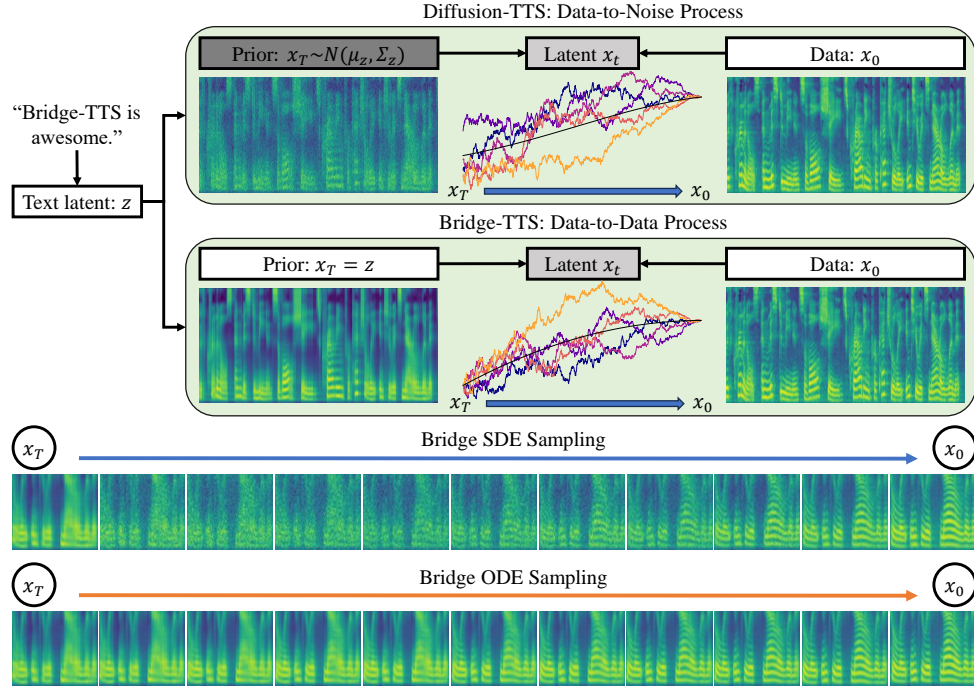 Diffusion-TTS: Data-to-Noise Process
Prior: x_T~N(μ_z, Σ_z)
Latent x_t
Data: x_0
“Bridge-TTS is
awesome.”
Text latent: z
x_T
x_0
Bridge-TTS: Data-to-Data Process
Prior: x_T = z
Latent x_t
Data: x_0
x_T
x_0
Bridge SDE Sampling
x_T
x_0
Bridge ODE Sampling
x_T
x_0